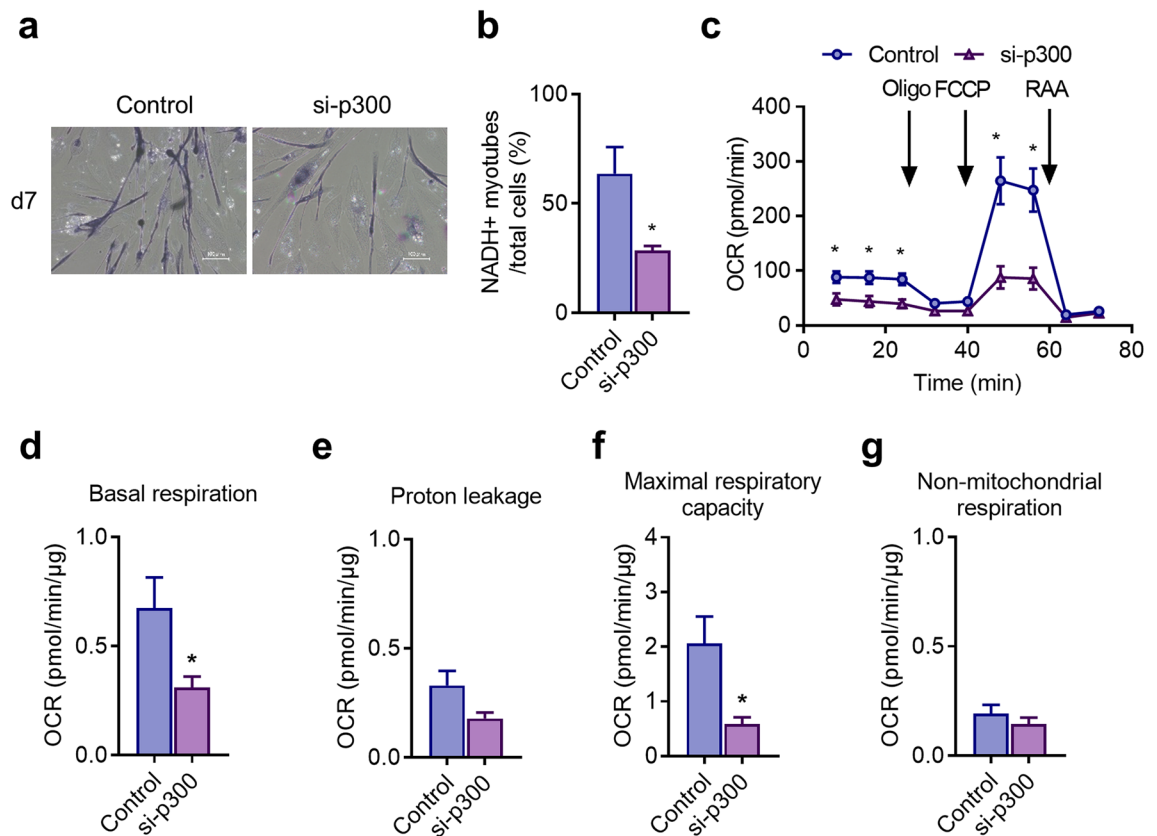 a
Control
si-p300
d7
100 µm
100 µm
b
NADH+ myotubes
/total cells (%)
100
50
0
Control
si-p300
*
c
Control
si-p300
Oligo
FCCP
RAA
OCR (pmol/min)
400
300
200
100
0
* * * * *
0 20 40 60 80
Time (min)
d
Basal respiration
OCR (pmol/min/µg)
1.0
0.5
0.0
*
Control
si-p300
e
Proton leakage
OCR (pmol/min/µg)
1.0
0.5
0.0
Control
si-p300
f
Maximal respiratory
capacity
OCR (pmol/min/µg)
4
3
2
1
0
*
Control
si-p300
g
Non-mitochondrial
respiration
OCR (pmol/min/µg)
1.0
0.5
0.0
Control
si-p300